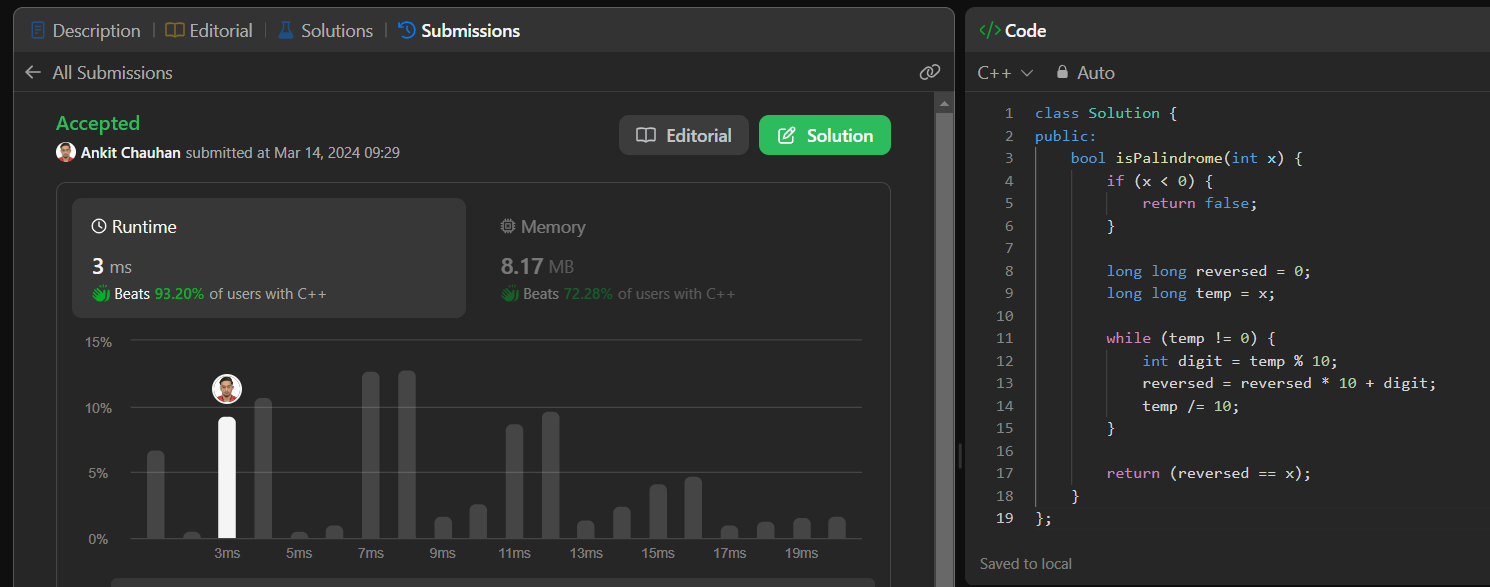 Description | Editorial | Solutions | Submissions
All Submissions
Accepted
Editorial
Solution
Ankit Chauhan submitted at Mar 14, 2024 09:29
Runtime
3 ms
Beats 93.20% of users with C++
Memory
8.17 MB
Beats 72.28% of users with C++
15%
10%
5%
0%
3ms 5ms 7ms 9ms 11ms 13ms 15ms 17ms 19ms
</> Code
C++ Auto
1 class Solution {
2 public:
3     bool isPalindrome(int x) {
4         if (x < 0) {
5             return false;
6         }
7
8         long long reversed = 0;
9         long long temp = x;
10
11         while (temp != 0) {
12             int digit = temp % 10;
13             reversed = reversed * 10 + digit;
14             temp /= 10;
15         }
16
17         return (reversed == x);
18     }
19 };
Saved to local